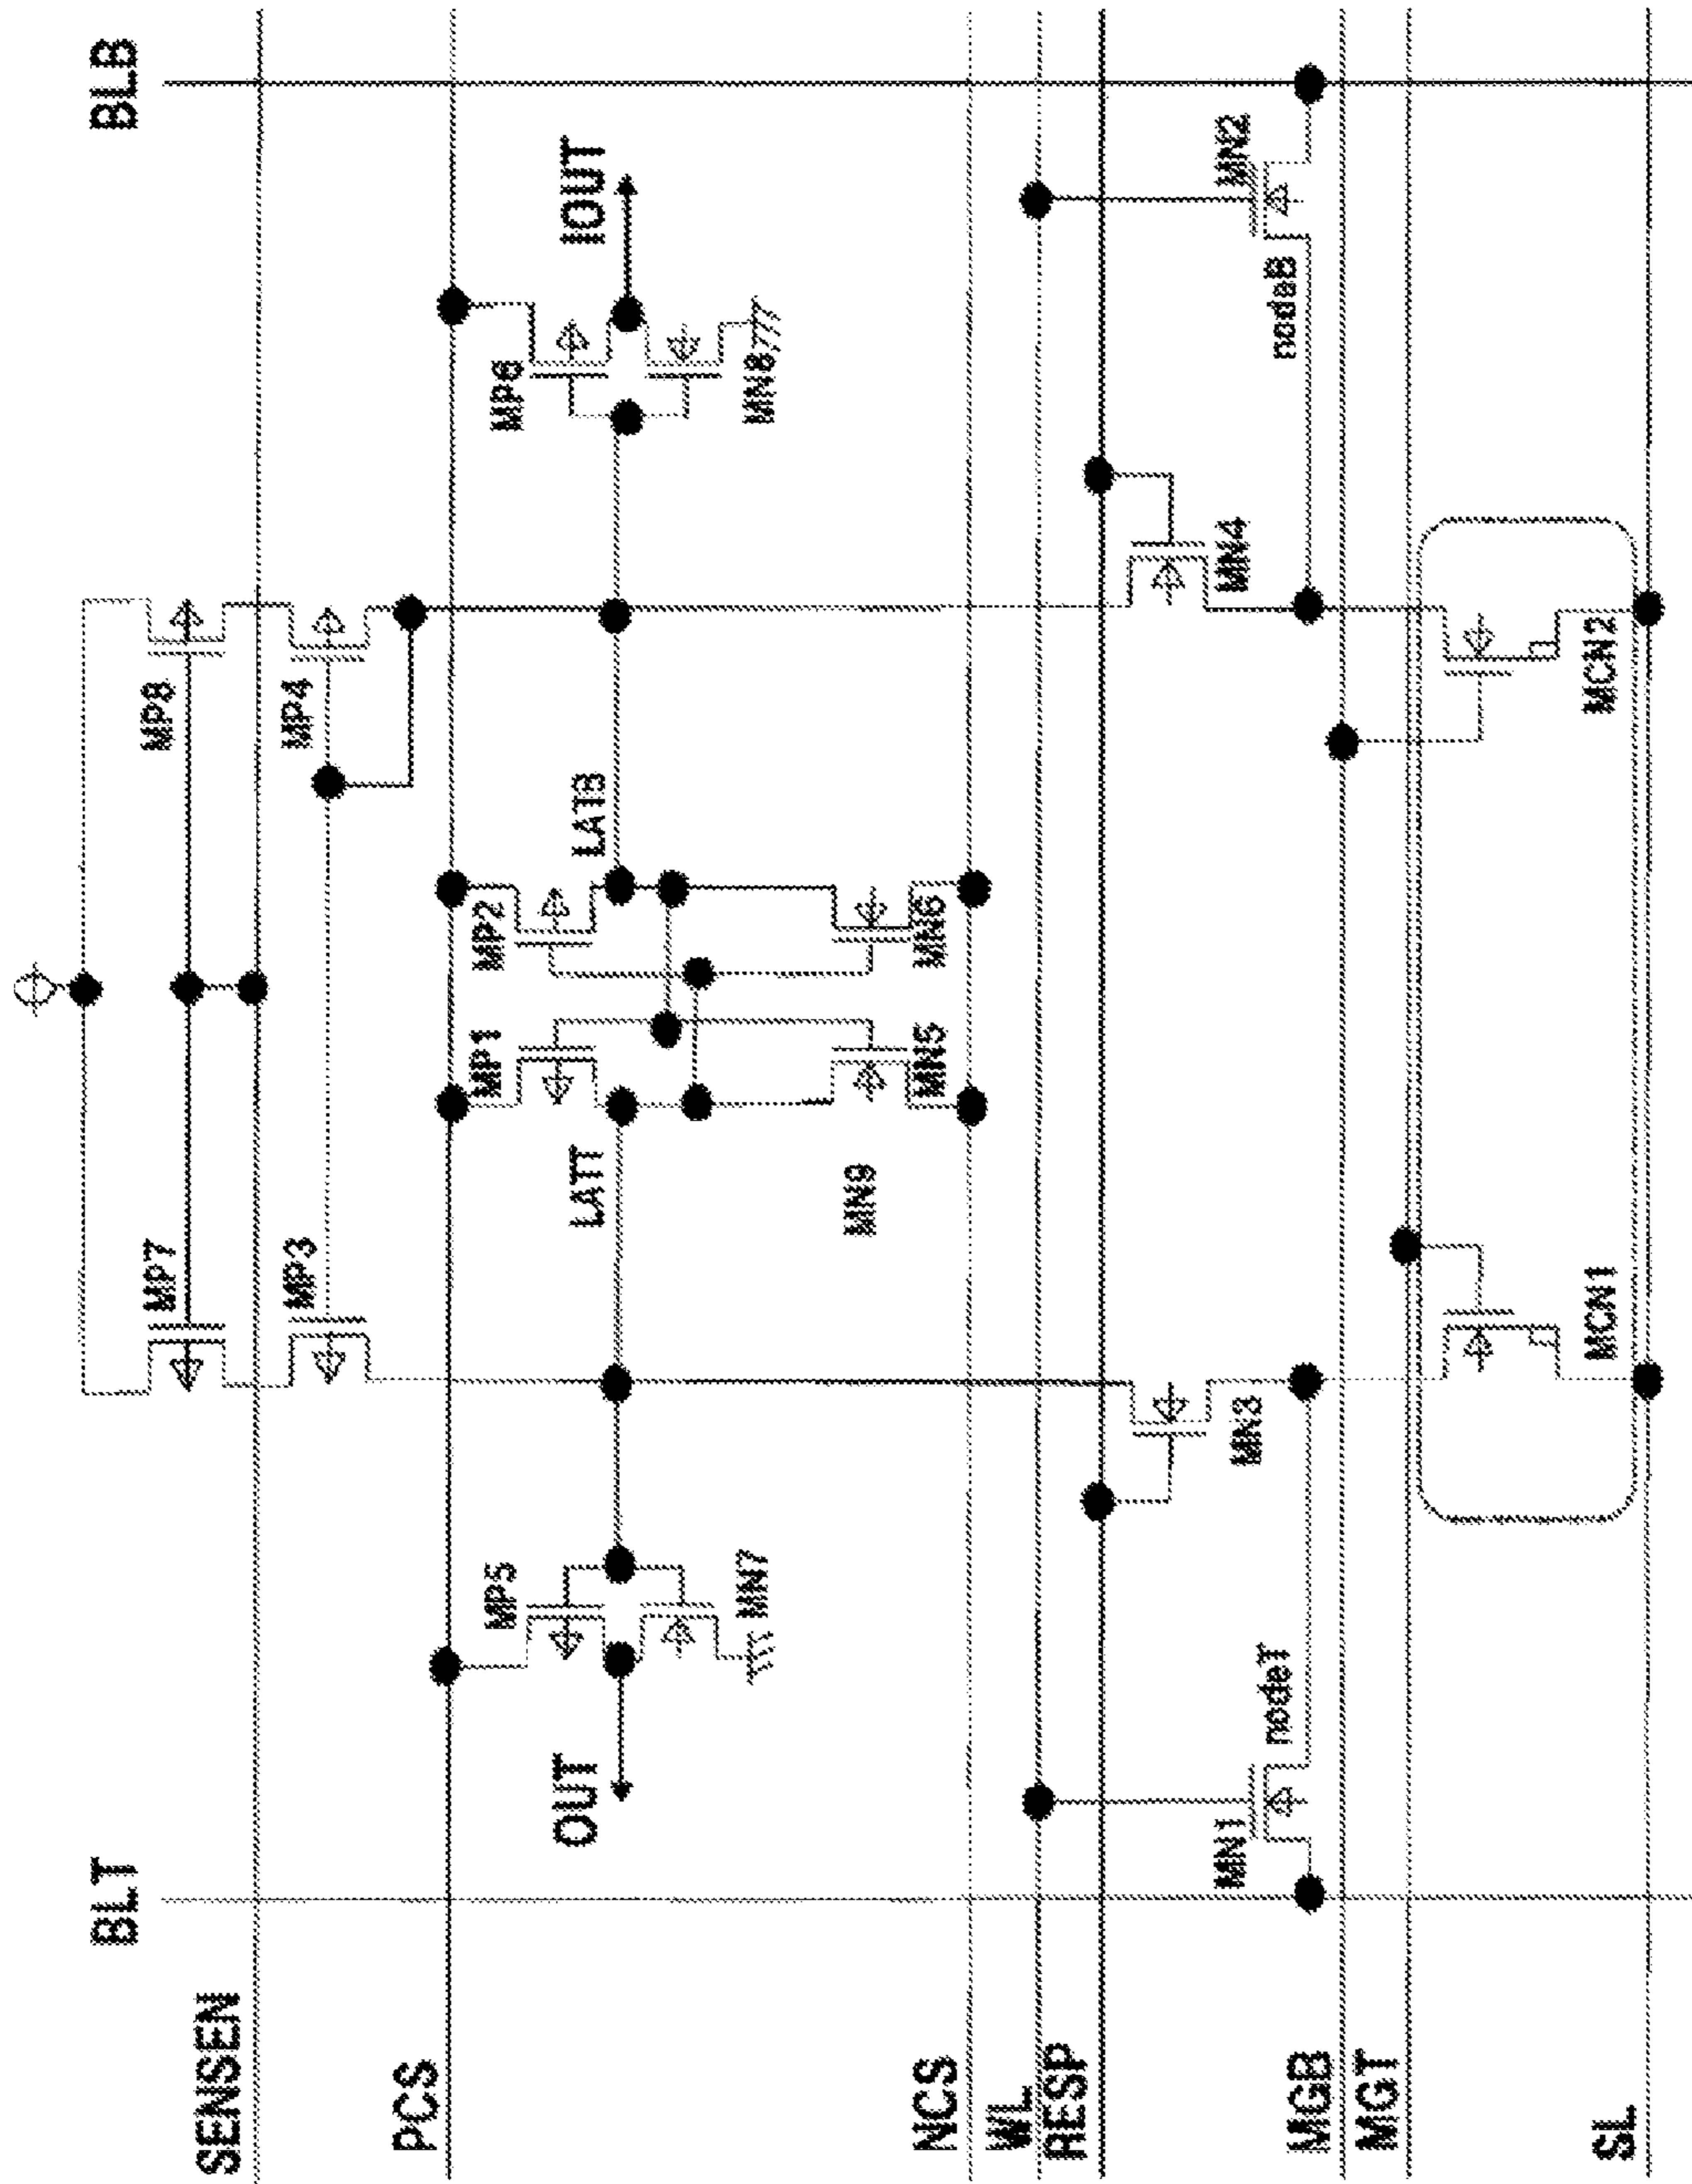 BLT
BLB
SENSEN
MP7
MP8
MP3
MP4
PCS
MP5
MP1
MP2
MP6
OUT
LATT
LATB
IOUT
MN7
MN9
MN5
MN6
MN8
NCS
WL
RESP
MN1
nodeT
MN3
MN4
nodeB
MN2
MGB
MGT
MCN1
MCN2
SL